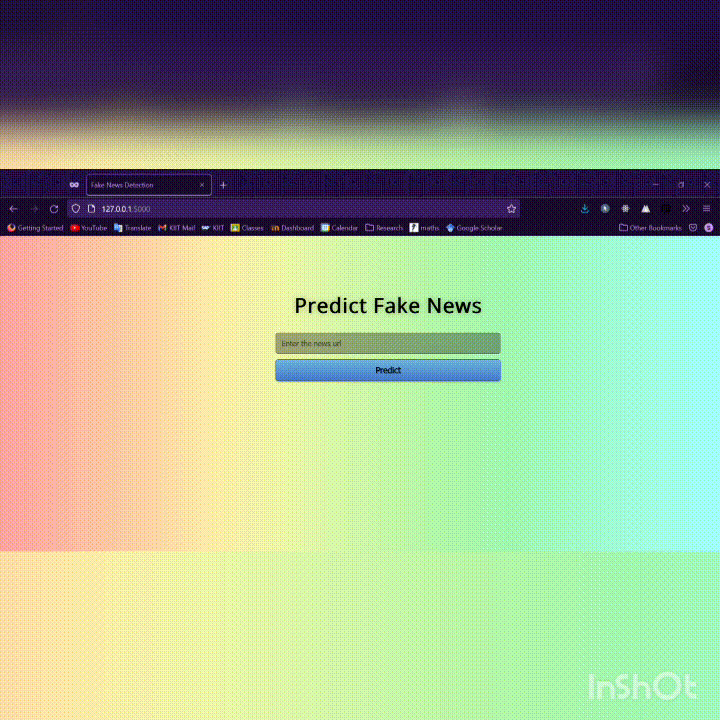 Fake News Detection
127.0.0.1:5000
Getting Started YouTube Translate KIIT Mail KIIT Classes Dashboard Calendar Research maths Google Scholar Other Bookmarks
Predict Fake News
Enter the news url
Predict
InShOt